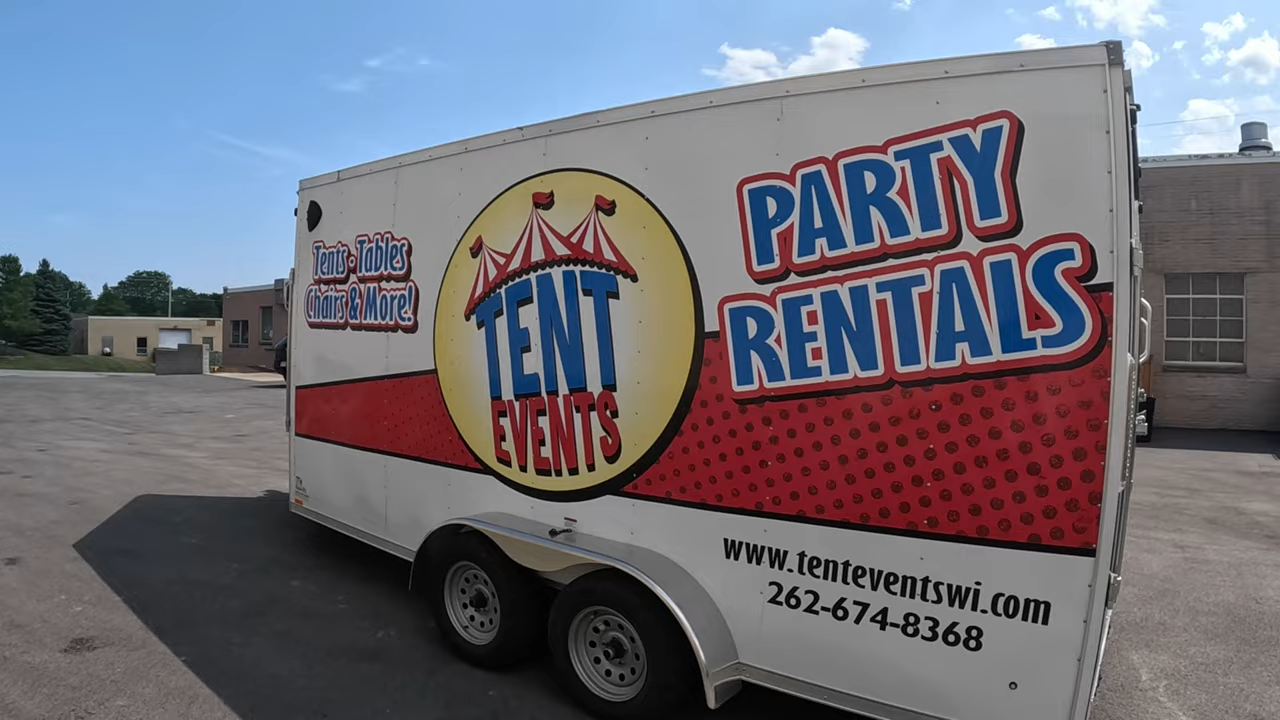 Tents • Tables
Chairs & More!
TENT
EVENTS
PARTY
RENTALS
www.tenteventswi.com
262-674-8368